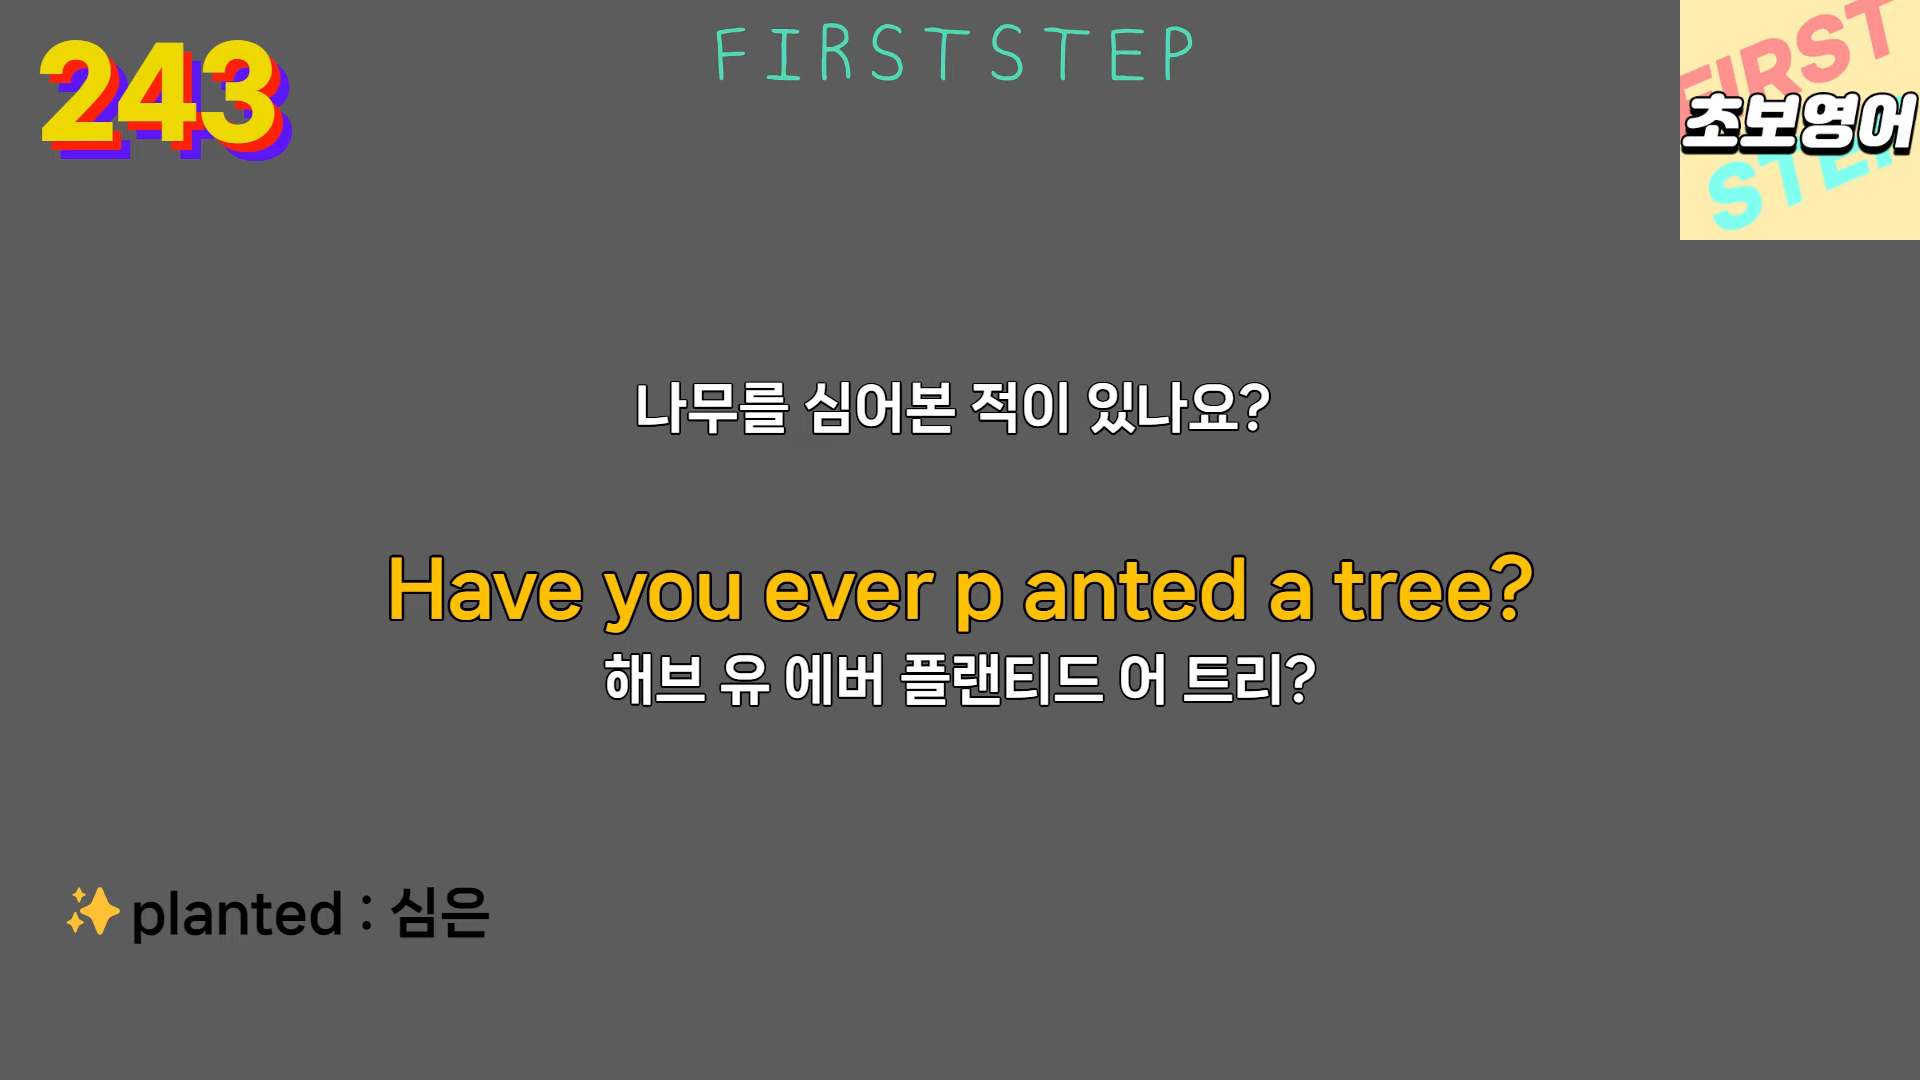 243
FIRSTSTEP
FIRST
초보영어
STEP
나무를 심어본 적이 있나요?
Have you ever p anted a tree?
해브 유 에버 플랜티드 어 트리?
✨planted : 심은